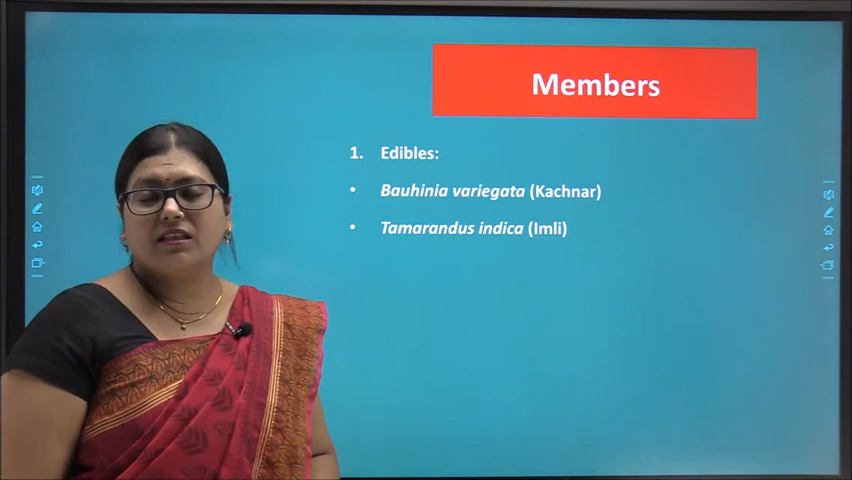 Members
1. Edibles:
• Bauhinia variegata (Kachnar)
• Tamarandus indica (Imli)